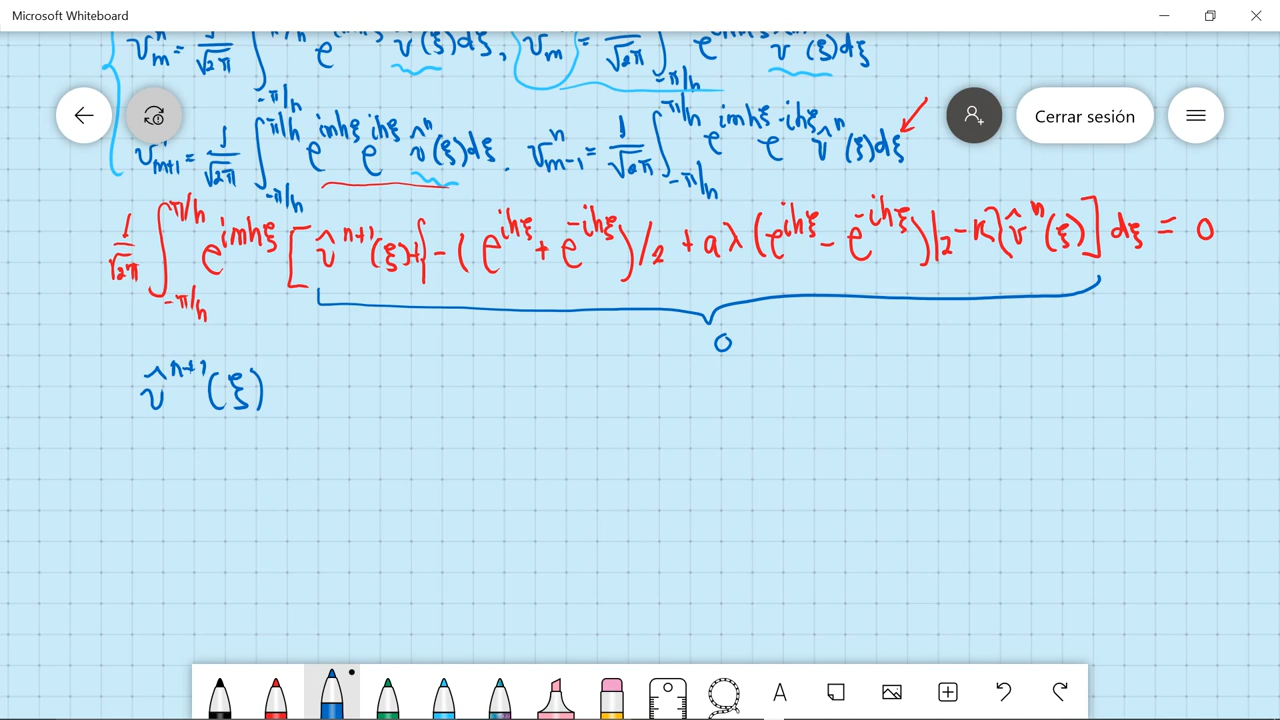 Microsoft Whiteboard
v_m^n = 1/√2π ∫_{-π/h}^{π/h} e^{imhξ} v̂(ξ)dξ, v_m = 1/√2π ∫_{-π/h} e^{imhξ} v̂(ξ)dξ
v_{m+1}^n = 1/√2π ∫_{-π/h}^{π/h} e^{imhξ} e^{ihξ} v̂^n(ξ)dξ. v_{m-1}^n = 1/√2π ∫_{-π/h}^{π/h} e^{imhξ} e^{-ihξ} v̂^n(ξ)dξ
Cerrar sesión
1/√2π ∫_{-π/h}^{π/h} e^{imhξ} [ v̂^{n+1}(ξ)+{-(e^{ihξ} + e^{-ihξ})/2 + aλ(e^{ihξ} - e^{-ihξ})/2 - k}v̂^n(ξ)] dξ = 0
0
v̂^{n+1}(ξ)